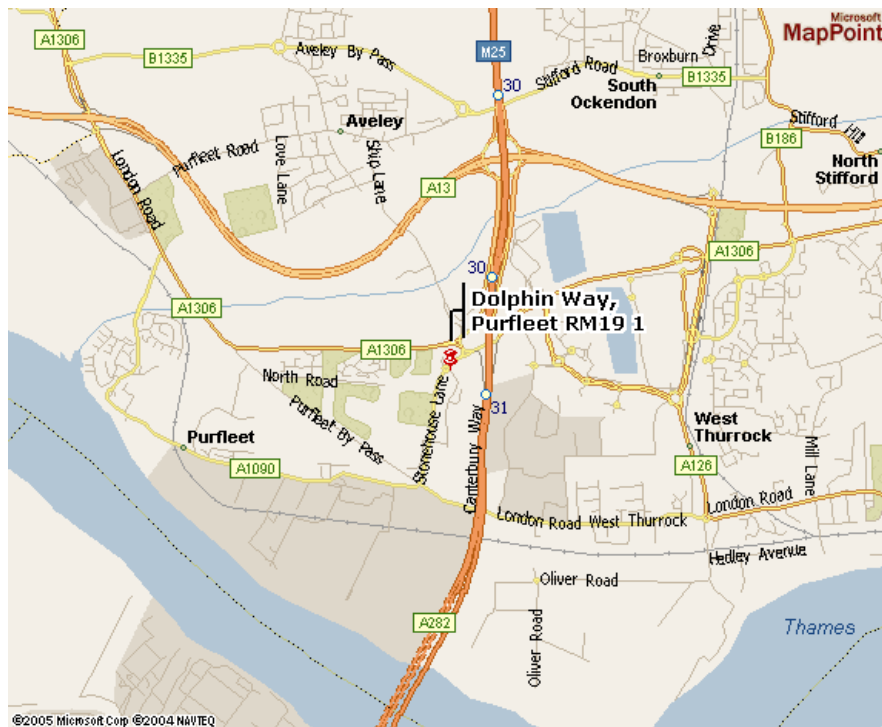 Microsoft
MapPoint
A1306
B1335
Aveley By Pass
M25
30
Stifford Road
Broxburn Drive
South
Ockendon
B1335
Stifford Hill
B186
North
Stifford
Aveley
Purfleet Road
Love Lane
Ship Lane
London Road
A13
A1306
30
Dolphin Way,
Purfleet RM19 1
A1306
A1306
North Road
Purfleet By Pass
Stonehouse Lane
Canterbury Way
31
Purfleet
A1090
West
Thurrock
Mill Lane
A126
London Road
London Road West Thurrock
Hedley Avenue
Oliver Road
Oliver Road
A282
Thames
©2005 Microsoft Corp ©2004 NAVTEQ